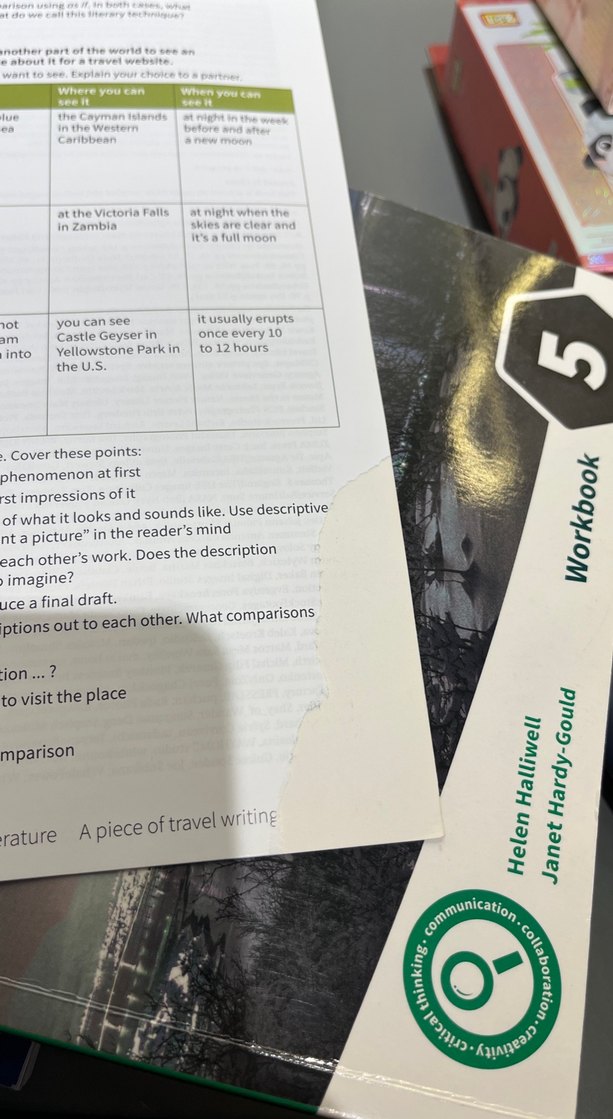 arison using as if. In both cases, what
at do we call this literary technique?
another part of the world to see an
e about it for a travel website.
want to see. Explain your choice to a partner.
Where you can
see it
When you can
see it
lue
ea
the Cayman Islands
in the Western
Caribbean
at night in the week
before and after
a new moon
at the Victoria Falls
in Zambia
at night when the
skies are clear and
it's a full moon
not
am
into
you can see
Castle Geyser in
Yellowstone Park in
the U.S.
it usually erupts
once every 10
to 12 hours
e. Cover these points:
phenomenon at first
rst impressions of it
of what it looks and sounds like. Use descriptive
nt a picture” in the reader’s mind
each other’s work. Does the description
o imagine?
uce a final draft.
iptions out to each other. What comparisons
tion ... ?
to visit the place
mparison
erature A piece of travel writing
5
Workbook
Helen Halliwell
Janet Hardy-Gould
critical thinking · communication · collaboration · creativity ·